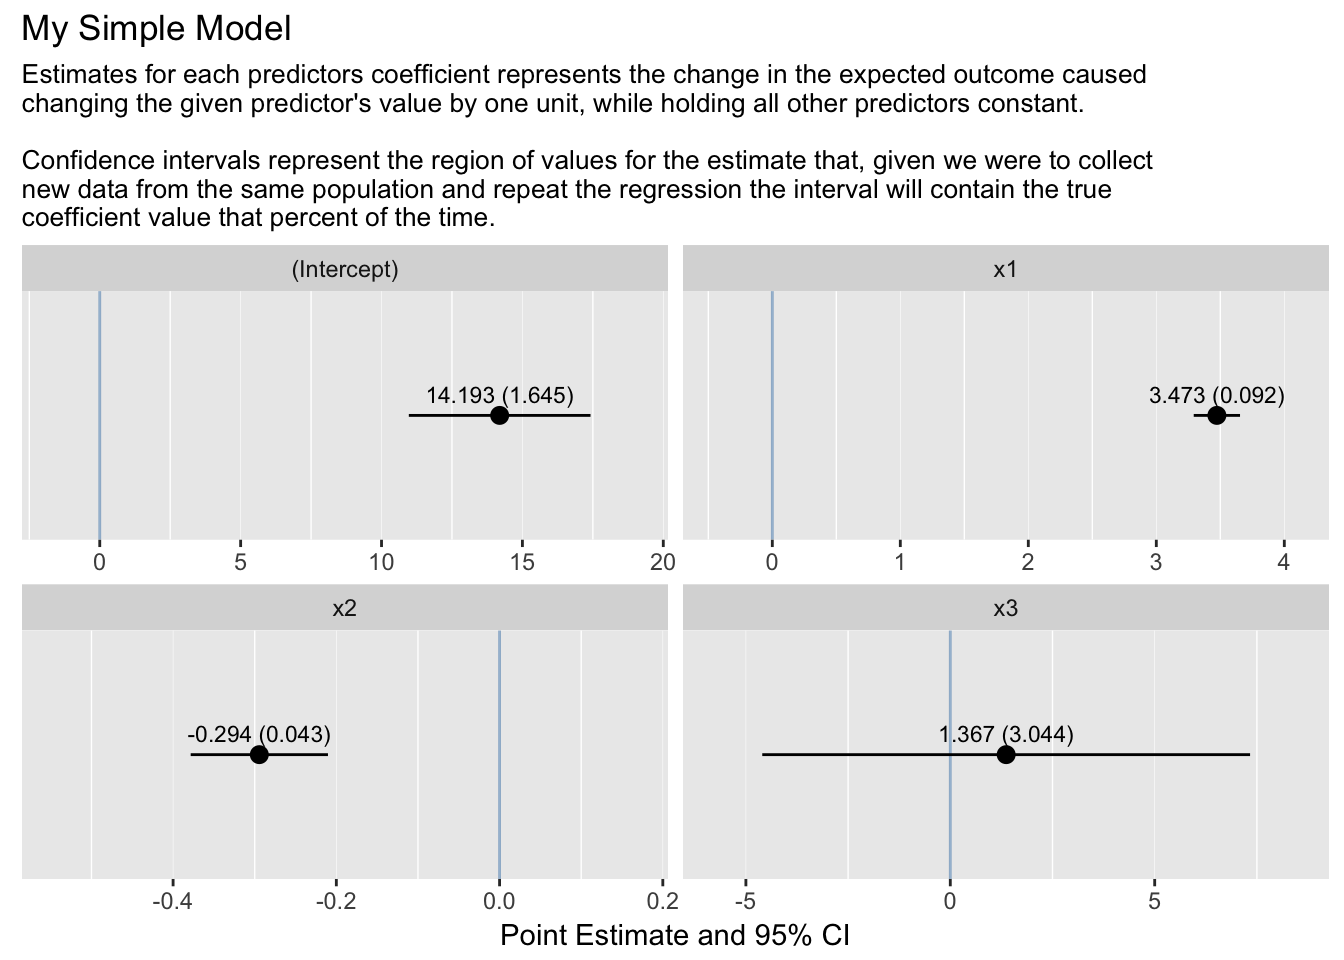 My Simple Model
Estimates for each predictors coefficient represents the change in the expected outcome caused
changing the given predictor's value by one unit, while holding all other predictors constant.
Confidence intervals represent the region of values for the estimate that, given we were to collect
new data from the same population and repeat the regression the interval will contain the true
coefficient value that percent of the time.
(Intercept)
14.193 (1.645)
0 5 10 15 20
x1
3.473 (0.092)
0 1 2 3 4
x2
-0.294 (0.043)
-0.4 -0.2 0.0 0.2
x3
1.367 (3.044)
-5 0 5
Point Estimate and 95% CI